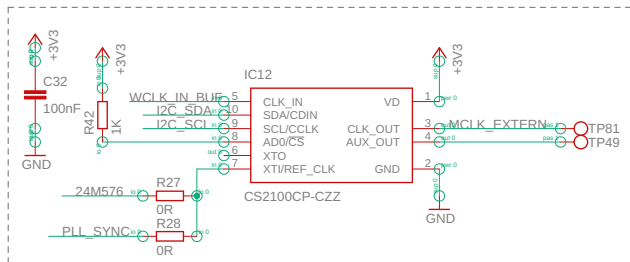 +3V3
+3V3
+3V3
C32
100nF
R42
1K
GND
IC12
WCLK_IN_BUF
I2C_SDA
I2C_SCL
5 CLK_IN VD 1
10 SDA/CDIN
9 SCL/CCLK CLK_OUT 3 MCLK_EXTERN TP81
8 AD0/CS AUX_OUT 4 TP49
6 XTO
7 XTI/REF_CLK GND 2
CS2100CP-CZZ
GND
24M576 R27
0R
PLL_SYNC R28
0R